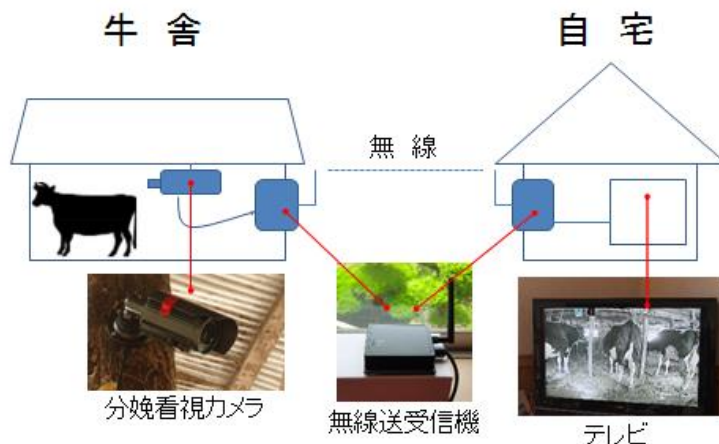 牛 舎
自 宅
無 線
分娩看視カメラ
無線送受信機
テレビ